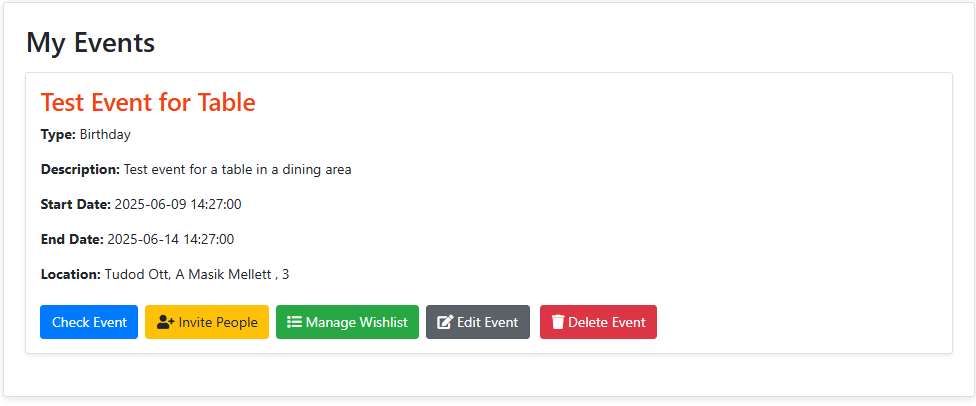 My Events
Test Event for Table
Type: Birthday
Description: Test event for a table in a dining area
Start Date: 2025-06-09 14:27:00
End Date: 2025-06-14 14:27:00
Location: Tudod Ott, A Masik Mellett , 3
Check Event Invite People Manage Wishlist Edit Event Delete Event